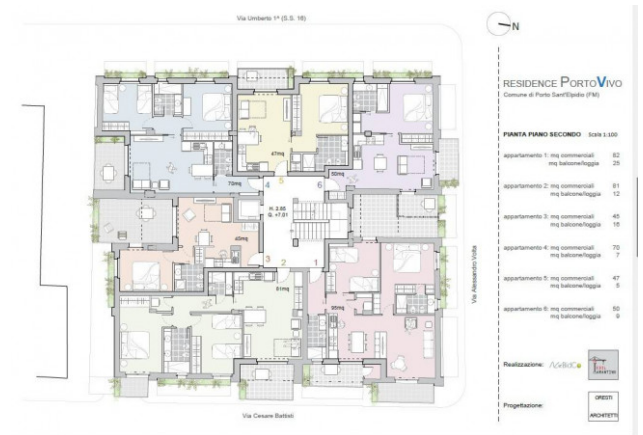 Via Umberto 1° (S.S. 16)
N
RESIDENCE PORTOVIVO
Comune di Porto Sant'Elpidio (FM)
PIANTA PIANO SECONDO Scala 1:100
appartamento 1: mq commerciali 82
mq balcone/loggia 25
appartamento 2: mq commerciali 81
mq balcone/loggia 12
appartamento 3: mq commerciali 45
mq balcone/loggia 18
appartamento 4: mq commerciali 70
mq balcone/loggia 7
appartamento 5: mq commerciali 47
mq balcone/loggia 5
appartamento 6: mq commerciali 50
mq balcone/loggia 9
47mq
70mq
50mq
4
5
6
H. 2.66
G. +7.01
3
2
1
Via Alessandro Volta
Realizzazione:
Progettazione:
ORESTI
ARCHITETTI
Via Cesare Battisti